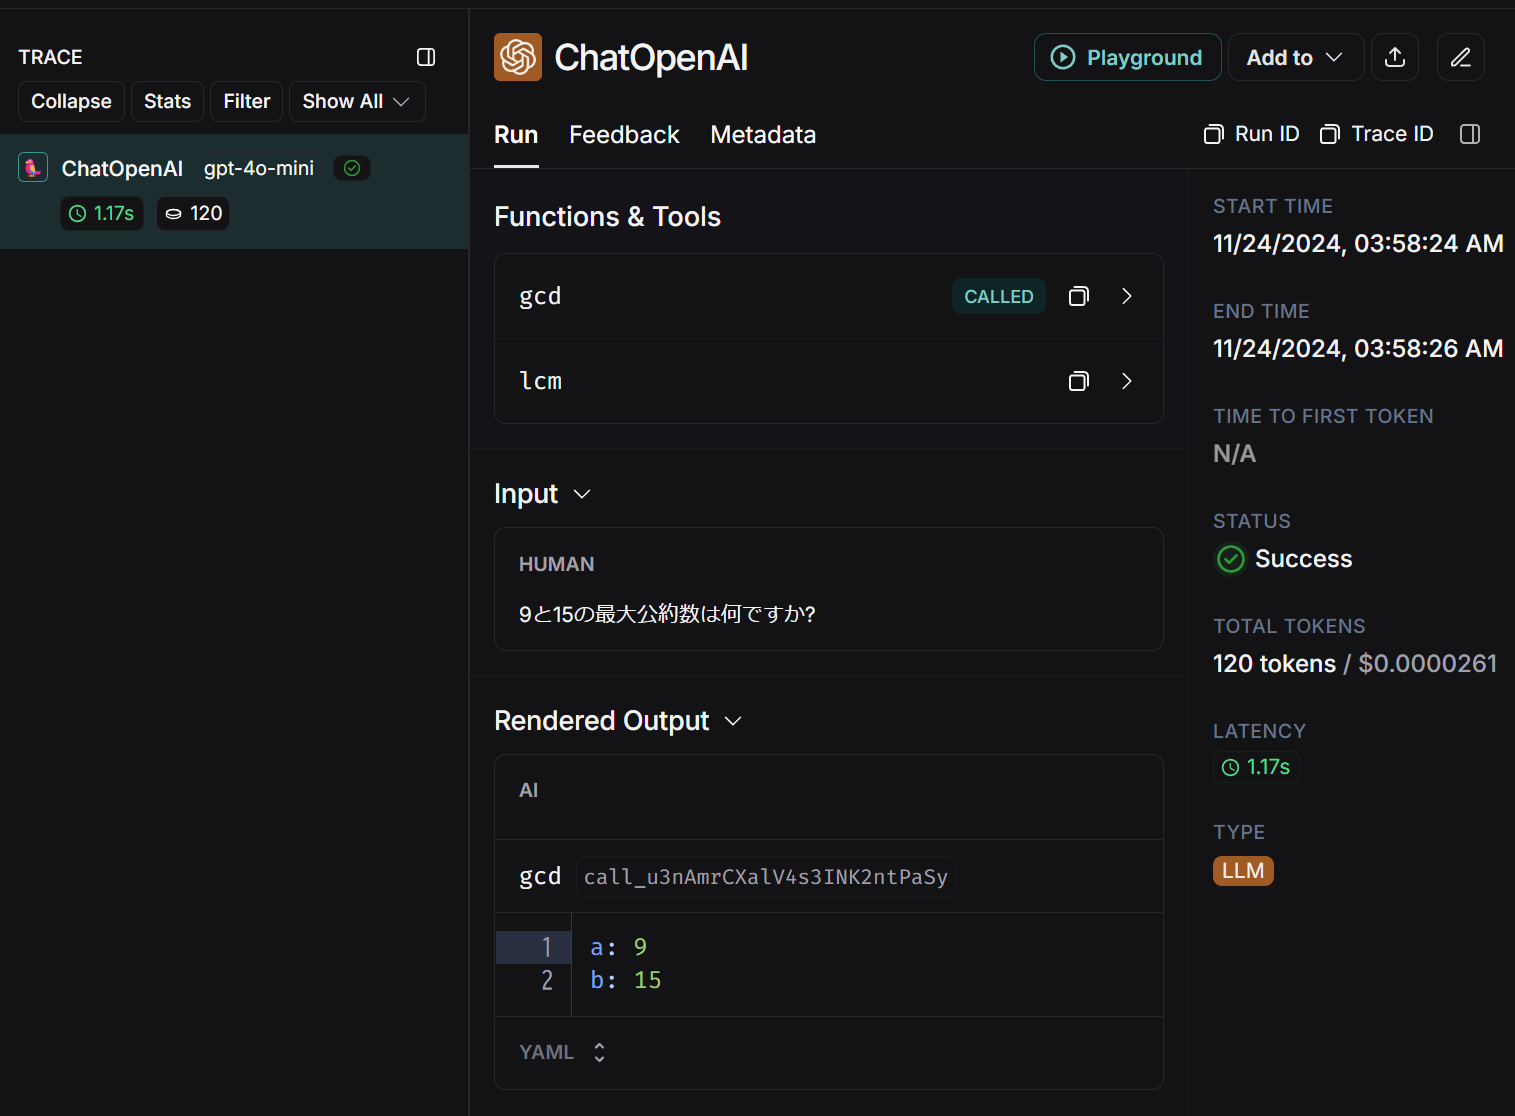 TRACE
Collapse
Stats
Filter
Show All
ChatOpenAI gpt-4o-mini
1.17s 120
ChatOpenAI
Playground
Add to
Run Feedback Metadata
Run ID Trace ID
Functions & Tools
gcd CALLED
lcm
Input
HUMAN
9と15の最大公約数は何ですか?
Rendered Output
AI
gcd call_u3nAmrCXalV4s3INK2ntPaSy
1 a: 9
2 b: 15
YAML
START TIME
11/24/2024, 03:58:24 AM
END TIME
11/24/2024, 03:58:26 AM
TIME TO FIRST TOKEN
N/A
STATUS
Success
TOTAL TOKENS
120 tokens / $0.0000261
LATENCY
1.17s
TYPE
LLM